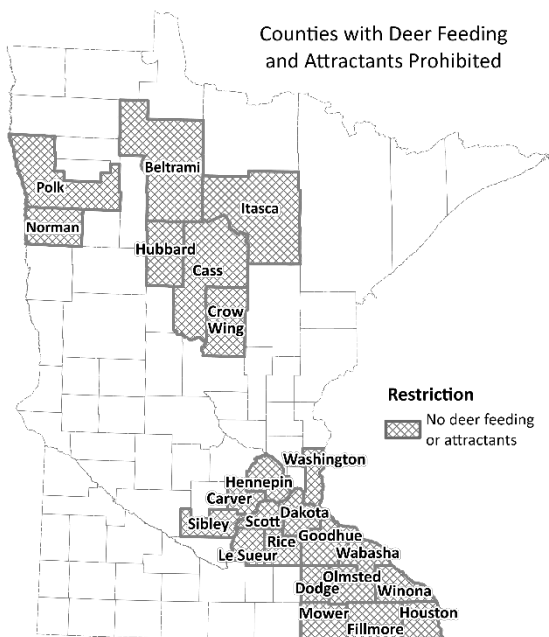 Counties with Deer Feeding
and Attractants Prohibited
Beltrami
Polk
Itasca
Norman
Hubbard
Cass
Crow
Wing
Restriction
No deer feeding
or attractants
Washington
Hennepin
Carver
Dakota
Scott
Sibley
Goodhue
Rice
Wabasha
Le Sueur
Olmsted
Dodge
Winona
Mower
Houston
Fillmore